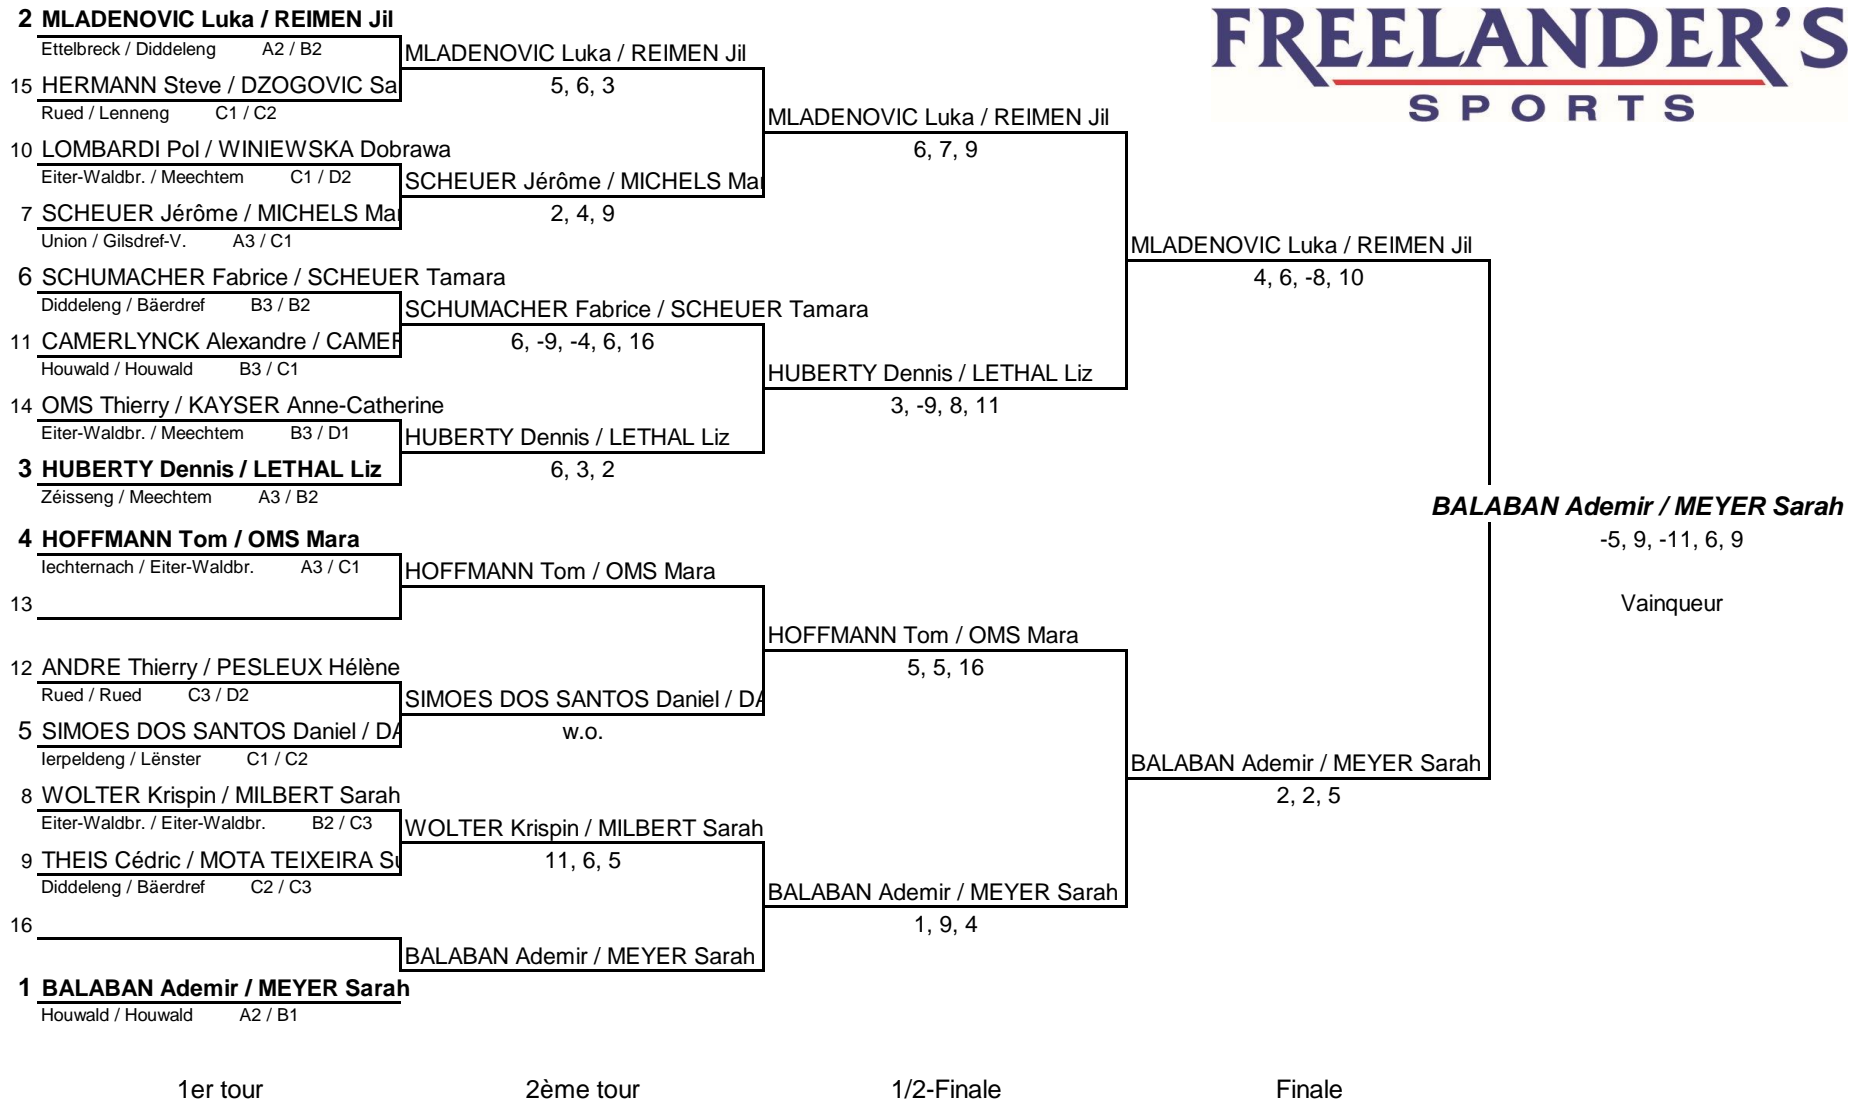 FREELANDER'S
SPORTS
2 MLADENOVIC Luka / REIMEN Jil
Ettelbreck / Diddeleng A2 / B2
15 HERMANN Steve / DZOGOVIC Sa
Rued / Lenneng C1 / C2
10 LOMBARDI Pol / WINIEWSKA Dobrawa
Eiter-Waldbr. / Meechtem C1 / D2
7 SCHEUER Jérôme / MICHELS Mar
Union / Gilsdref-V. A3 / C1
6 SCHUMACHER Fabrice / SCHEUER Tamara
Diddeleng / Bäerdref B3 / B2
11 CAMERLYNCK Alexandre / CAMER
Houwald / Houwald B3 / C1
14 OMS Thierry / KAYSER Anne-Catherine
Eiter-Waldbr. / Meechtem B3 / D1
3 HUBERTY Dennis / LETHAL Liz
Zéisseng / Meechtem A3 / B2
4 HOFFMANN Tom / OMS Mara
Iechternach / Eiter-Waldbr. A3 / C1
13
12 ANDRE Thierry / PESLEUX Hélène
Rued / Rued C3 / D2
5 SIMOES DOS SANTOS Daniel / DA
Ierpeldeng / Lënster C1 / C2
8 WOLTER Krispin / MILBERT Sarah
Eiter-Waldbr. / Eiter-Waldbr. B2 / C3
9 THEIS Cédric / MOTA TEIXEIRA Su
Diddeleng / Bäerdref C2 / C3
16
1 BALABAN Ademir / MEYER Sarah
Houwald / Houwald A2 / B1
MLADENOVIC Luka / REIMEN Jil
5, 6, 3
SCHEUER Jérôme / MICHELS Mar
2, 4, 9
SCHUMACHER Fabrice / SCHEUER Tamara
6, -9, -4, 6, 16
HUBERTY Dennis / LETHAL Liz
6, 3, 2
HOFFMANN Tom / OMS Mara
SIMOES DOS SANTOS Daniel / DA
w.o.
WOLTER Krispin / MILBERT Sarah
11, 6, 5
BALABAN Ademir / MEYER Sarah
MLADENOVIC Luka / REIMEN Jil
6, 7, 9
HUBERTY Dennis / LETHAL Liz
3, -9, 8, 11
HOFFMANN Tom / OMS Mara
5, 5, 16
BALABAN Ademir / MEYER Sarah
1, 9, 4
MLADENOVIC Luka / REIMEN Jil
4, 6, -8, 10
BALABAN Ademir / MEYER Sarah
2, 2, 5
BALABAN Ademir / MEYER Sarah
-5, 9, -11, 6, 9
Vainqueur
1er tour
2ème tour
1/2-Finale
Finale